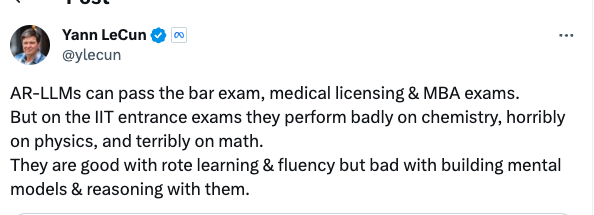 Yann LeCun
@ylecun
AR-LLMs can pass the bar exam, medical licensing & MBA exams.
But on the IIT entrance exams they perform badly on chemistry, horribly
on physics, and terribly on math.
They are good with rote learning & fluency but bad with building mental
models & reasoning with them.